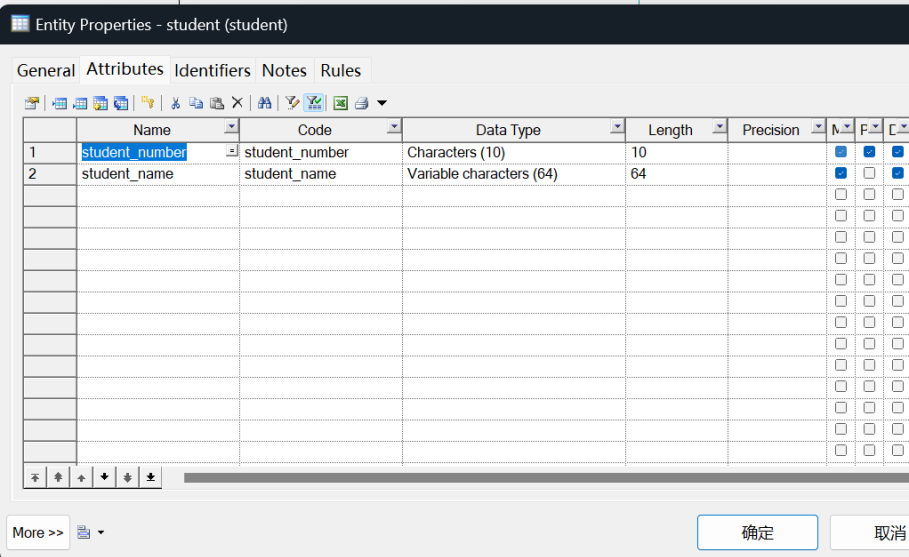 Entity Properties - student (student)
General Attributes Identifiers Notes Rules
Name Code Data Type Length Precision M P D
1 student_number = student_number Characters (10) 10
2 student_name student_name Variable characters (64) 64
More >> 确定 取消